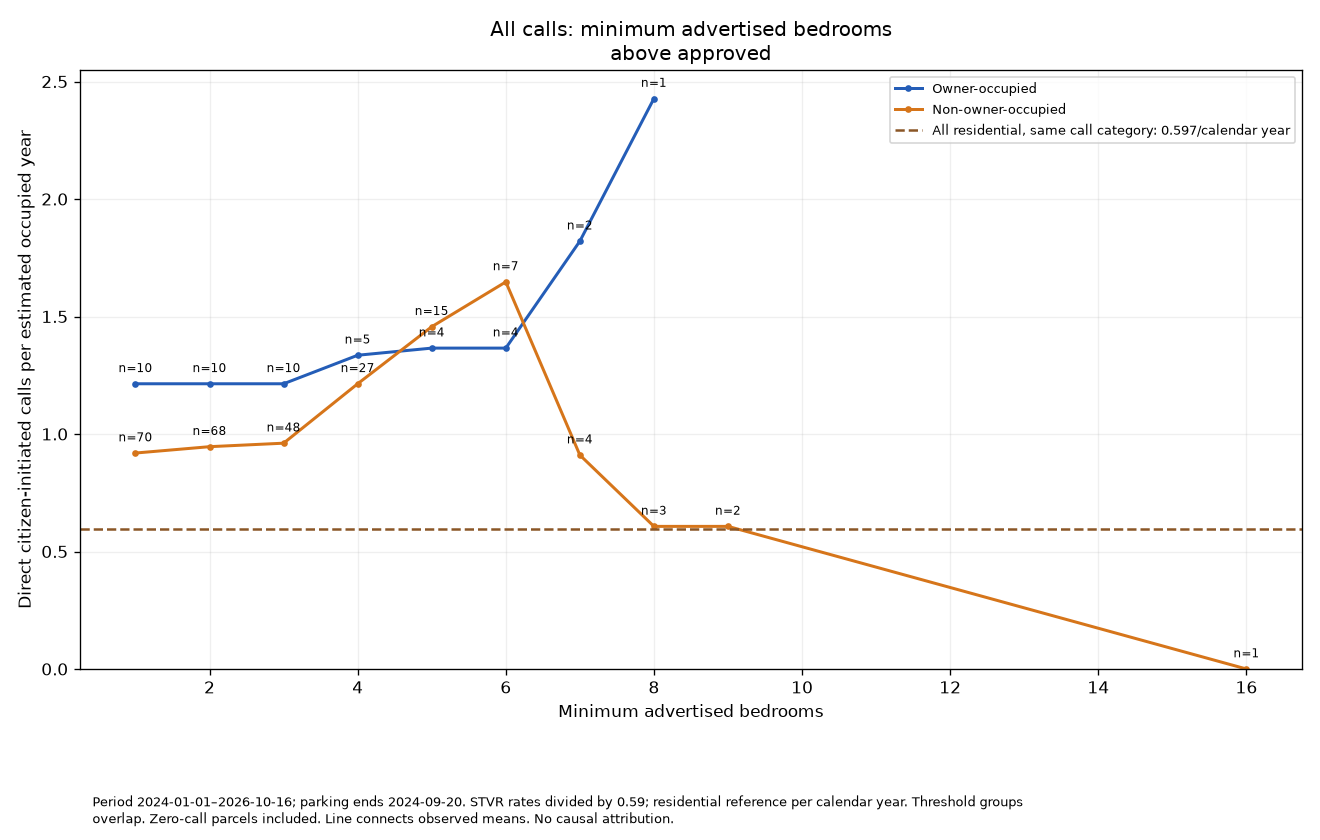 All calls: minimum advertised bedrooms
above approved
Direct citizen-initiated calls per estimated occupied year
2.5
2.0
1.5
1.0
0.5
0.0
Owner-occupied
Non-owner-occupied
All residential, same call category: 0.597/calendar year
n=1
n=2
n=7
n=15
n=4
n=4
n=5
n=10
n=10
n=10
n=27
n=70
n=68
n=48
n=4
n=3
n=2
n=1
2
4
6
8
10
12
14
16
Minimum advertised bedrooms
Period 2024-01-01–2026-10-16; parking ends 2024-09-20. STVR rates divided by 0.59; residential reference per calendar year. Threshold groups
overlap. Zero-call parcels included. Line connects observed means. No causal attribution.